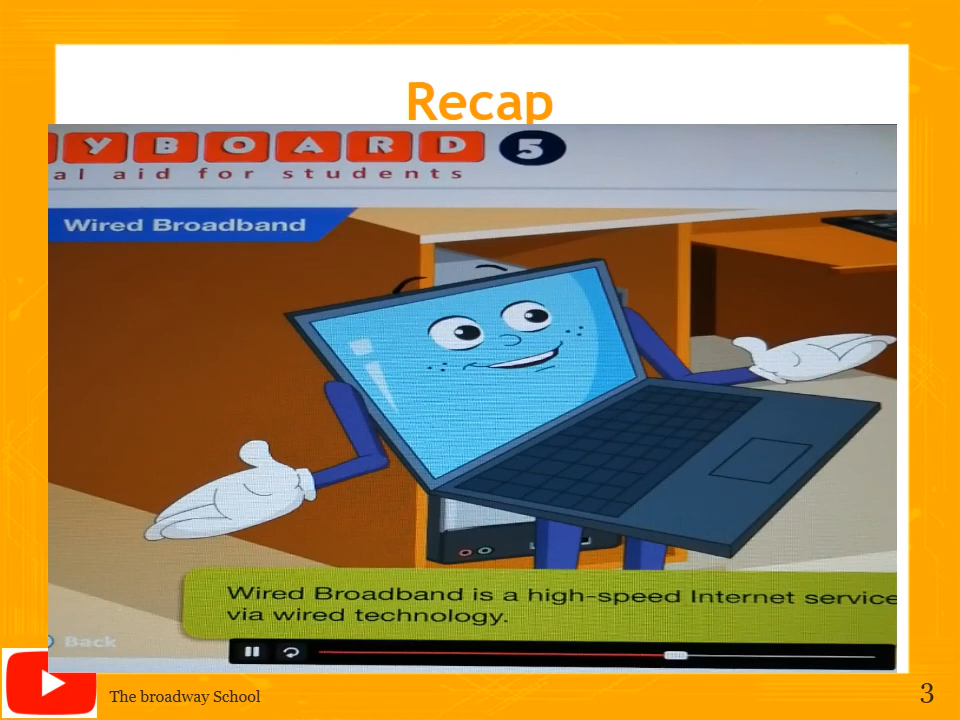 Recap
Y B O A R D 5
al aid for students
Wired Broadband
Wired Broadband is a high-speed Internet service
via wired technology.
Back
The broadway School
3